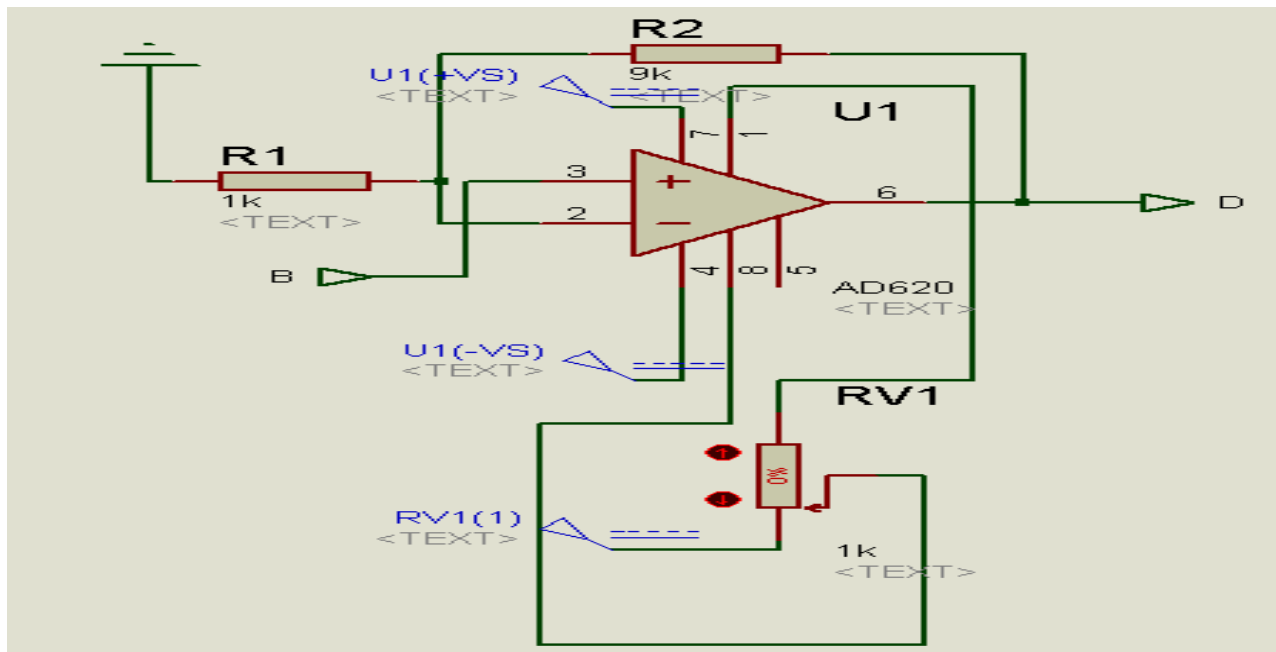 R2
9k
<TEXT>
U1(+VS)
<TEXT>
U1
7
1
R1
1k
<TEXT>
3
+
2
−
6
D
B
4
8
5
AD620
<TEXT>
U1(-VS)
<TEXT>
RV1
0%
RV1(1)
<TEXT>
1k
<TEXT>